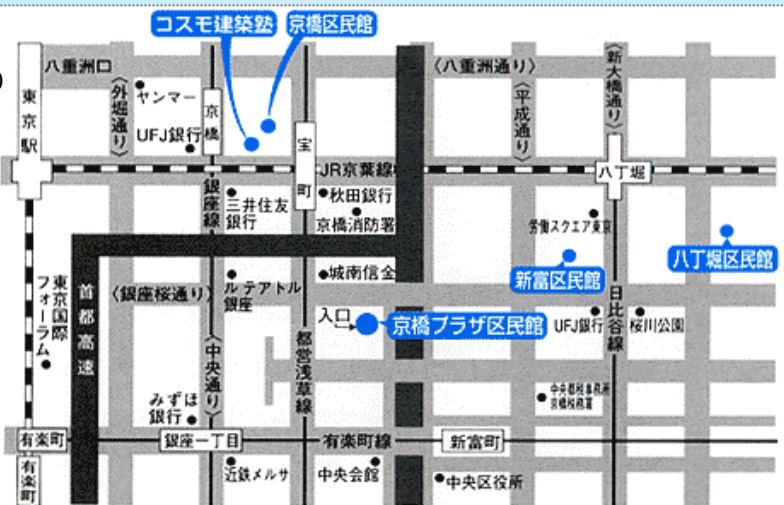 コスモ建築塾
京橋区民館
八重洲口
〈八重洲通り〉
〈新大橋通り〉
東京駅
〈外堀通り〉
ヤンマー
京橋
UFJ銀行
宝町
〈平成通り〉
JR京葉線
八丁堀
銀座線
三井住友
銀行
秋田銀行
京橋消防署
労働スクエア東京
八丁堀区民館
新富区民館
東京国際
フォーラム
首都高速
〈銀座桜通り〉
ル テアトル
銀座
城南信金
入口
京橋プラザ区民館
UFJ銀行
日比谷線
桜川公園
〈中央通り〉
都営浅草線
みずほ
銀行
中央都税事務所
京橋税務署
有楽町
銀座一丁目
有楽町線
新富町
有楽町
近鉄メルサ
中央会館
中央区役所